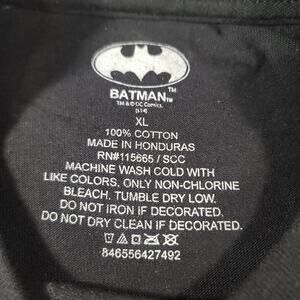 BATMAN™
TM & © DC Comics.
(s14)
XL
100% COTTON
MADE IN HONDURAS
RN#115665 / SCC
MACHINE WASH COLD WITH
LIKE COLORS. ONLY NON-CHLORINE
BLEACH. TUMBLE DRY LOW.
DO NOT IRON IF DECORATED.
DO NOT DRY CLEAN IF DECORATED.
846556427492